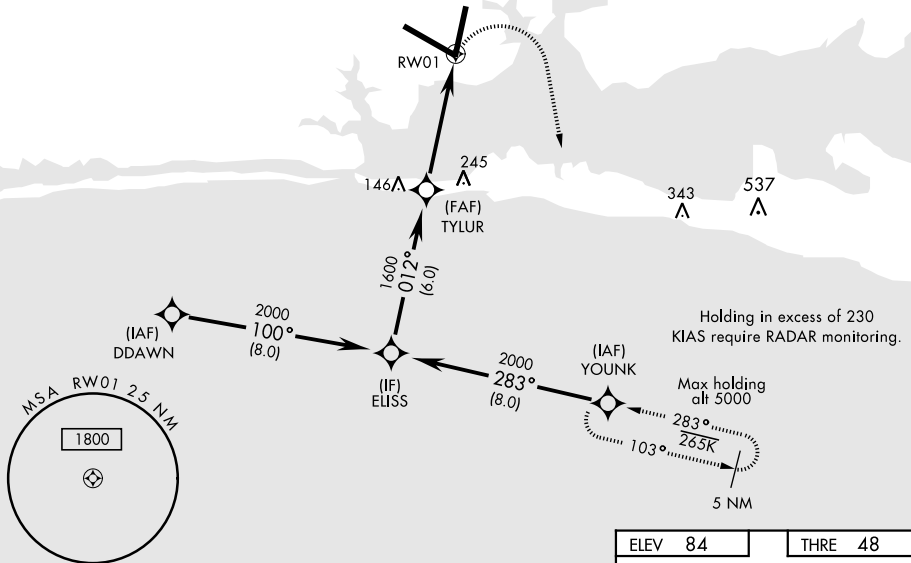 RW01
146
245
(FAF)
TYLUR
343
537
1600
012°
(6.0)
2000
100°
(8.0)
(IAF)
DDAWN
(IF)
ELISS
2000
283°
(8.0)
(IAF)
YOUNK
Holding in excess of 230
KIAS require RADAR monitoring.
Max holding
alt 5000
283°
265K
103°
5 NM
MSA RW01 25 NM
1800
ELEV 84
THRE 48